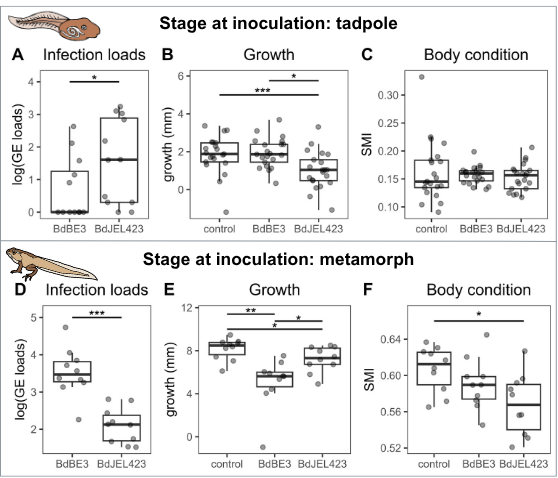 Stage at inoculation: tadpole
A Infection loads
log(GE loads)
4
3
2
1
0
*
BdBE3 BdJEL423
B Growth
growth (mm)
6
4
2
0
*
***
control BdBE3 BdJEL423
C Body condition
SMI
0.30
0.25
0.20
0.15
0.10
control BdBE3 BdJEL423
Stage at inoculation: metamorph
D Infection loads
log(GE loads)
5
4
3
2
***
BdBE3 BdJEL423
E Growth
growth (mm)
12
8
4
0
**
*
*
control BdBE3 BdJEL423
F Body condition
SMI
0.64
0.60
0.56
0.52
*
control BdBE3 BdJEL423